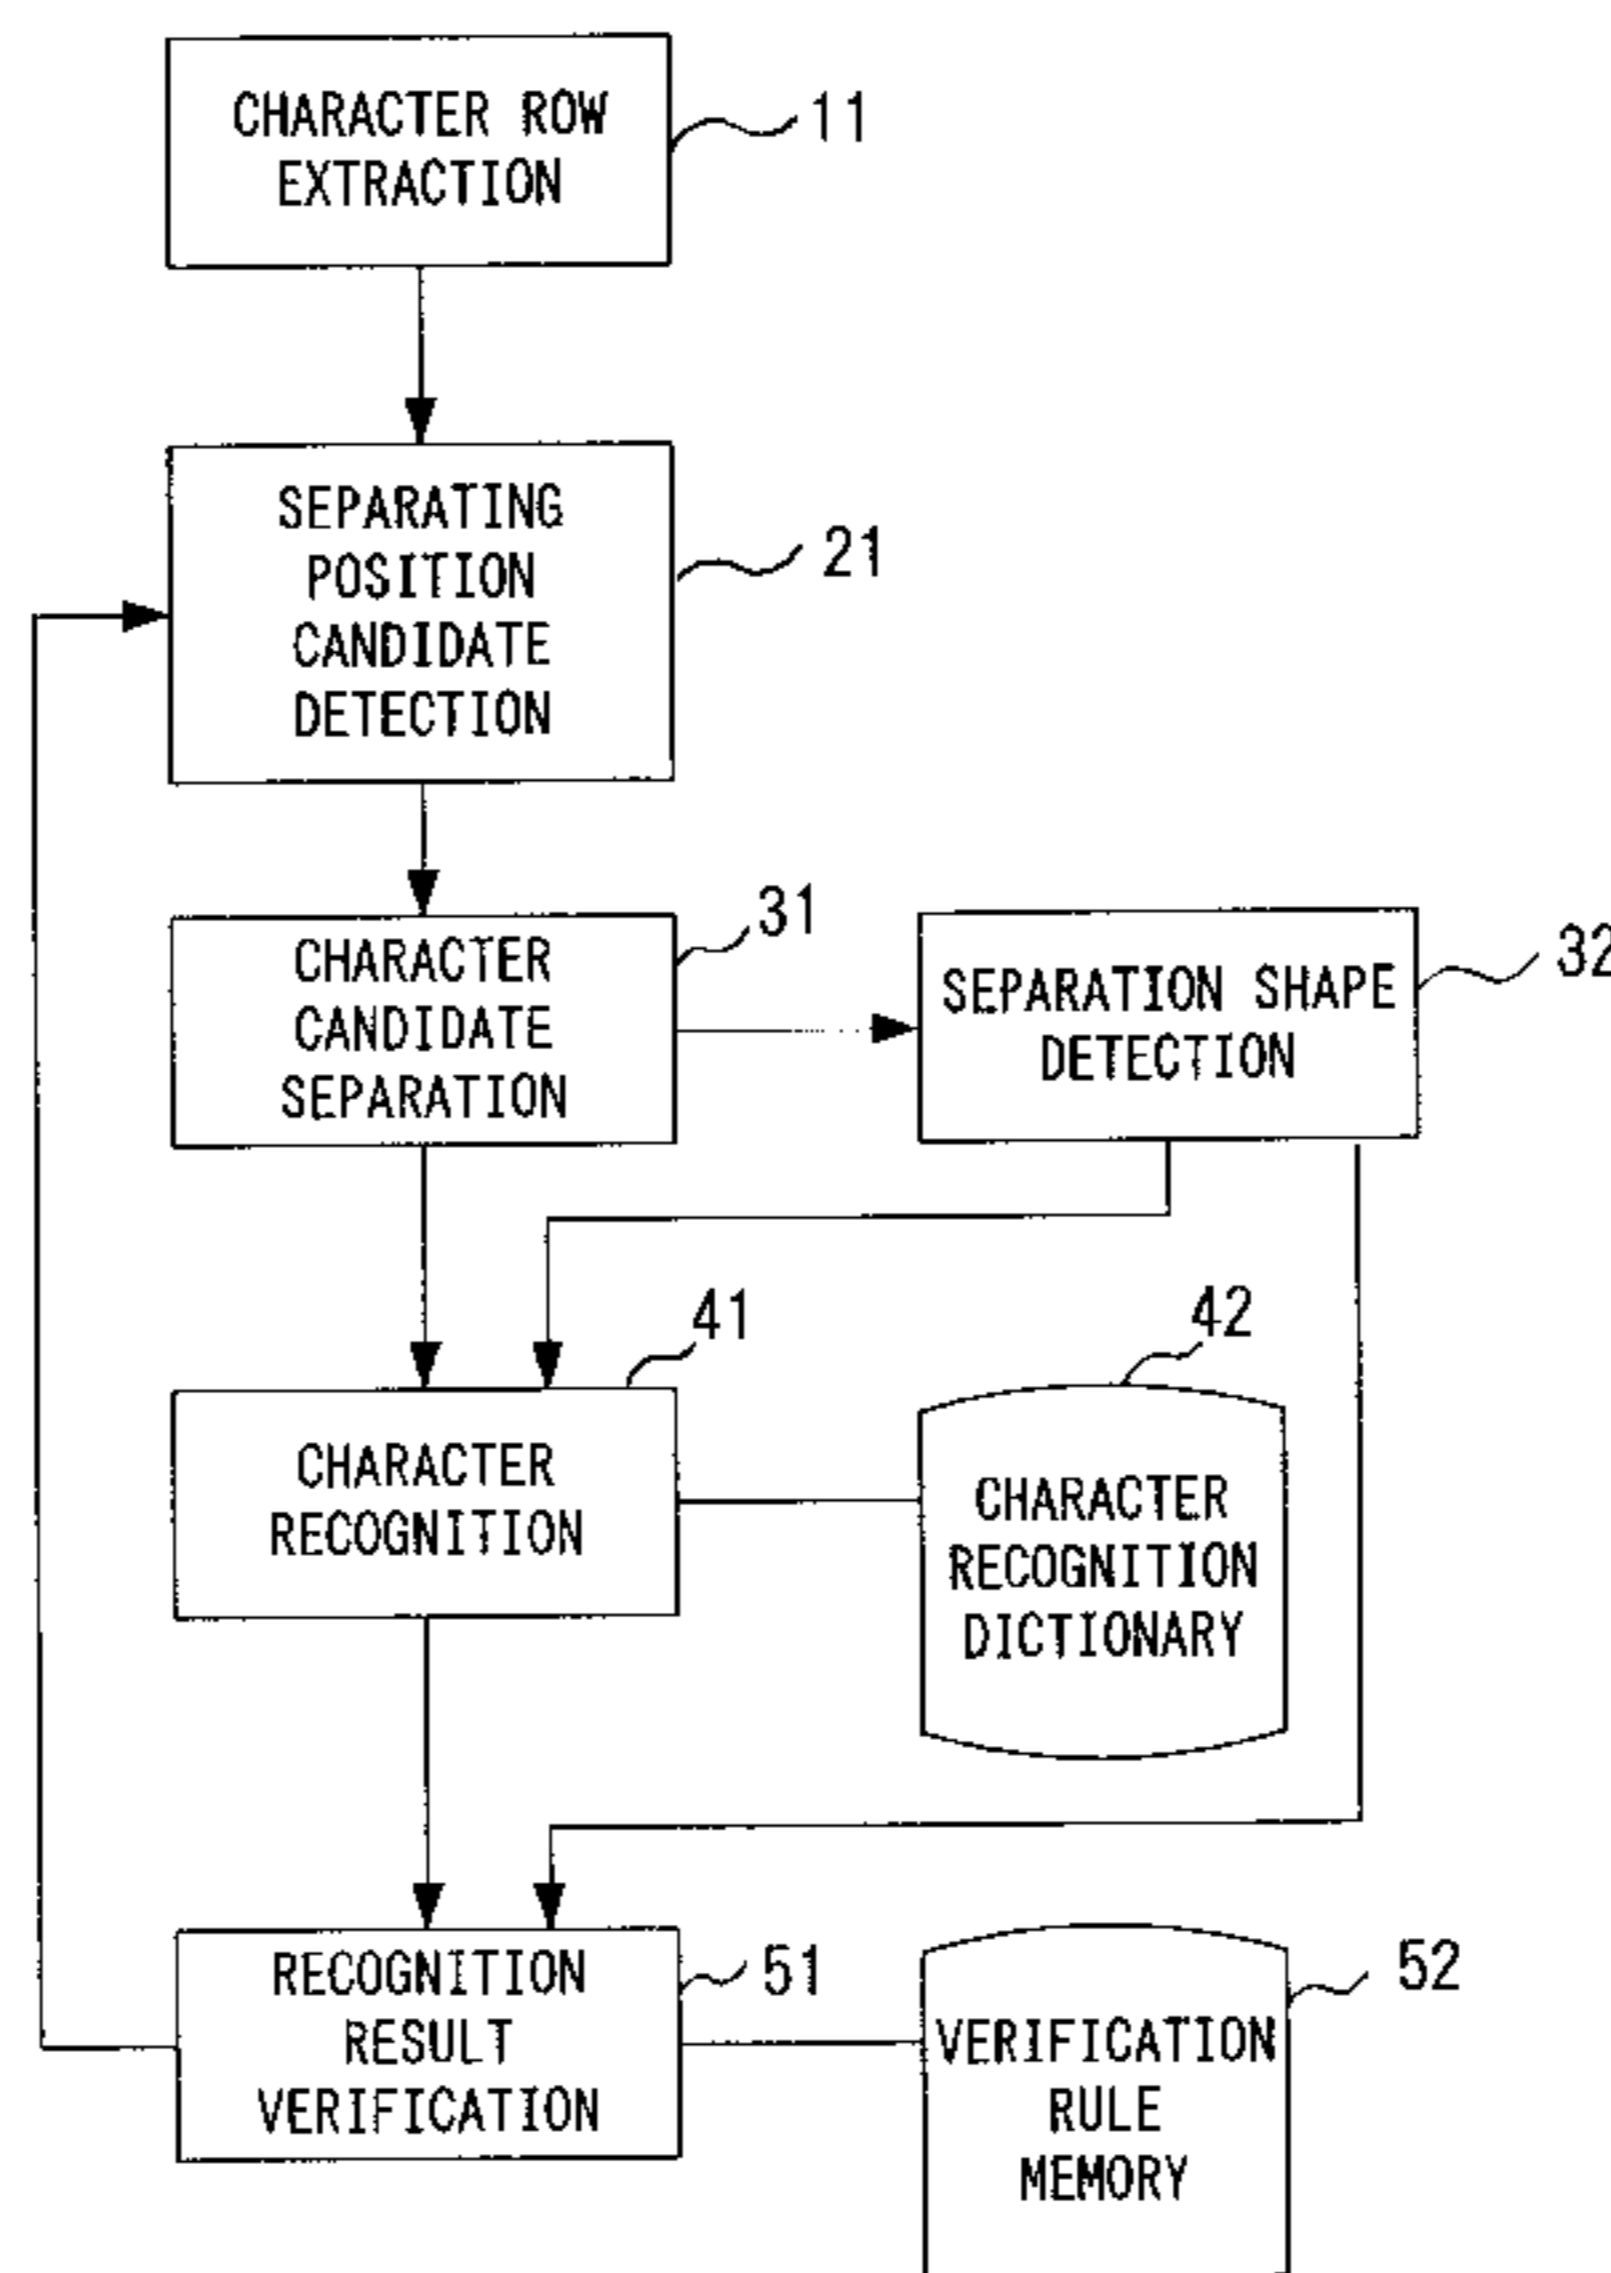 CHARACTER ROW
EXTRACTION
11
SEPARATING
POSITION
CANDIDATE
DETECTION
21
CHARACTER
CANDIDATE
SEPARATION
31
SEPARATION SHAPE
DETECTION
32
CHARACTER
RECOGNITION
41
CHARACTER
RECOGNITION
DICTIONARY
42
RECOGNITION
RESULT
VERIFICATION
51
VERIFICATION
RULE
MEMORY
52